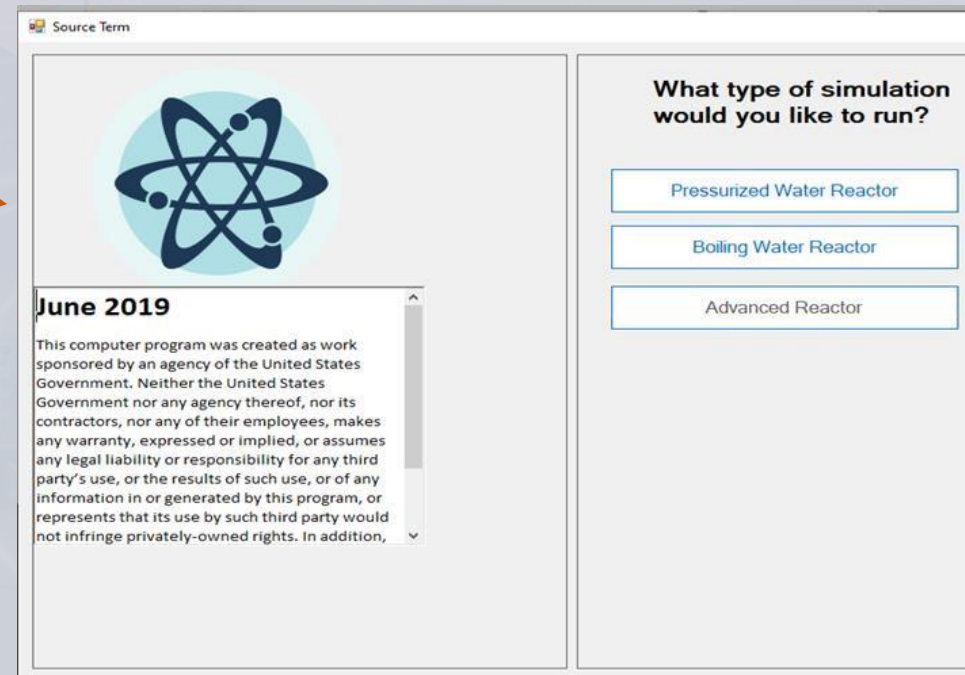 Source Term
June 2019
This computer program was created as work
sponsored by an agency of the United States
Government. Neither the United States
Government nor any agency thereof, nor its
contractors, nor any of their employees, makes
any warranty, expressed or implied, or assumes
any legal liability or responsibility for any third
party's use, or the results of such use, or of any
information in or generated by this program, or
represents that its use by such third party would
not infringe privately-owned rights. In addition,
What type of simulation
would you like to run?
Pressurized Water Reactor
Boiling Water Reactor
Advanced Reactor